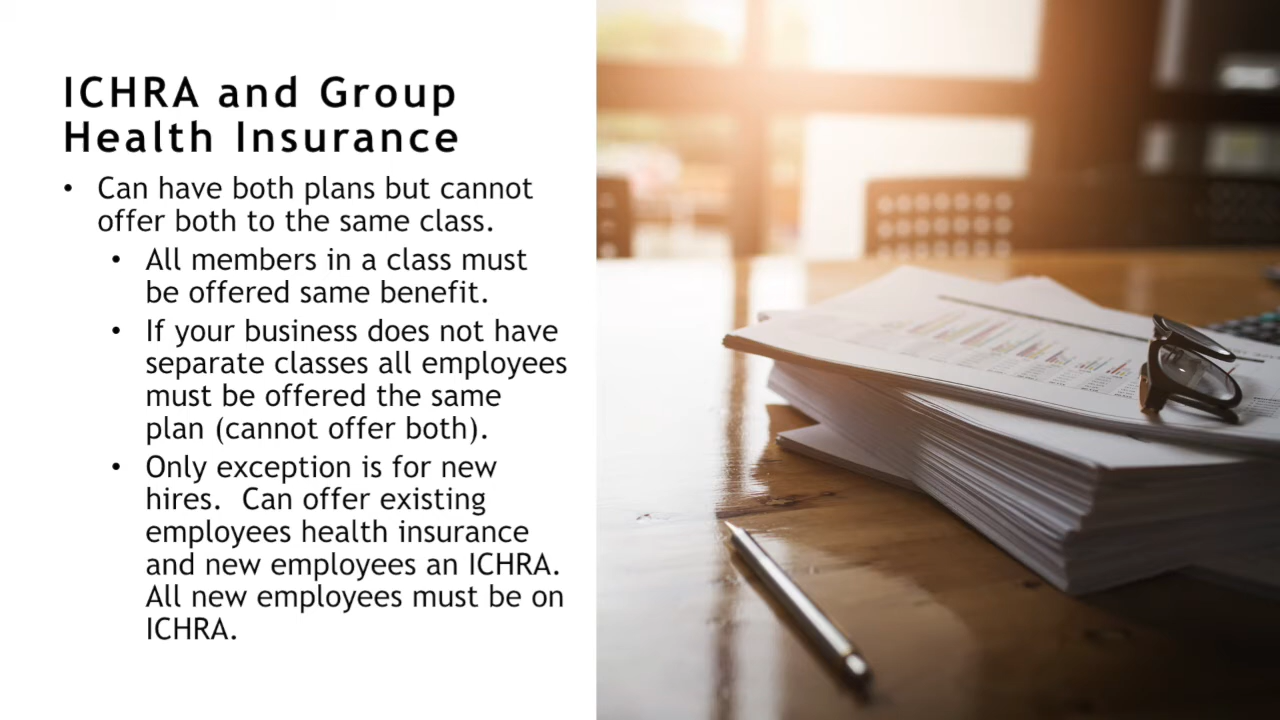 ICHRA and Group
Health Insurance
• Can have both plans but cannot
offer both to the same class.
• All members in a class must
be offered same benefit.
• If your business does not have
separate classes all employees
must be offered the same
plan (cannot offer both).
• Only exception is for new
hires.  Can offer existing
employees health insurance
and new employees an ICHRA.
All new employees must be on
ICHRA.